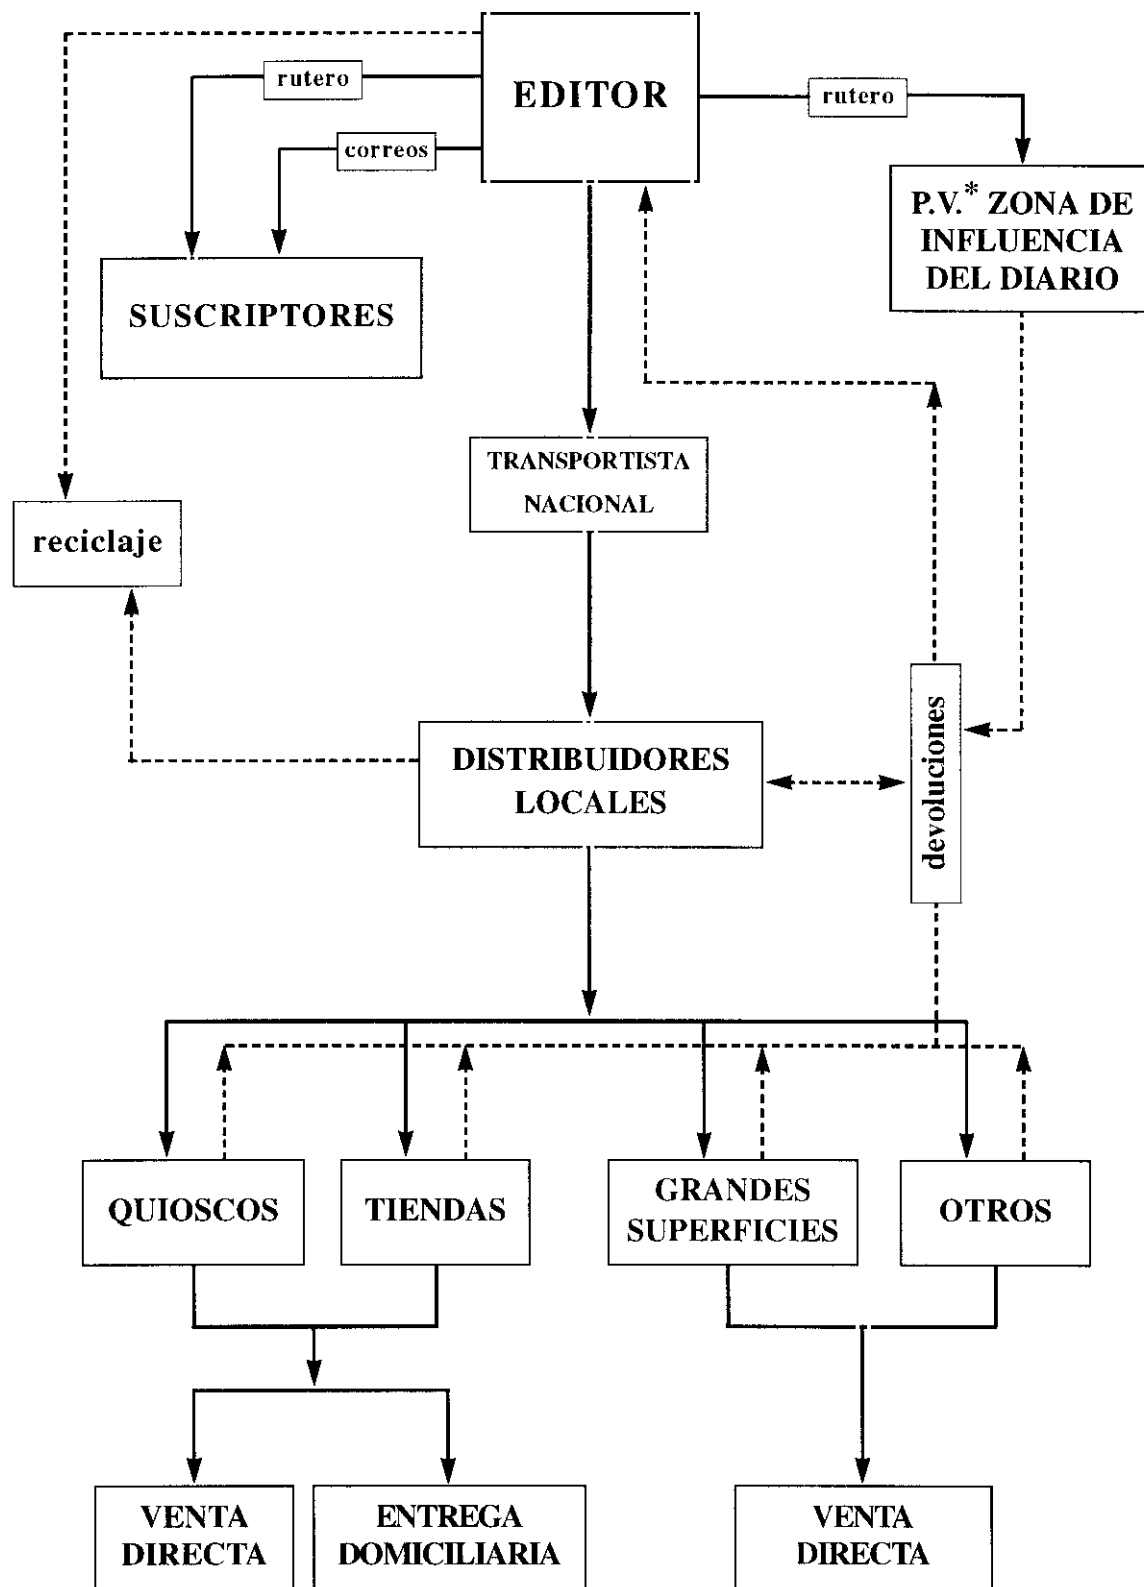 EDITOR
rutero
rutero
correos
P.V.* ZONA DE
INFLUENCIA
DEL DIARIO
SUSCRIPTORES
TRANSPORTISTA
NACIONAL
reciclaje
devoluciones
DISTRIBUIDORES
LOCALES
QUIOSCOS
TIENDAS
GRANDES
SUPERFICIES
OTROS
VENTA
DIRECTA
ENTREGA
DOMICILIARIA
VENTA
DIRECTA